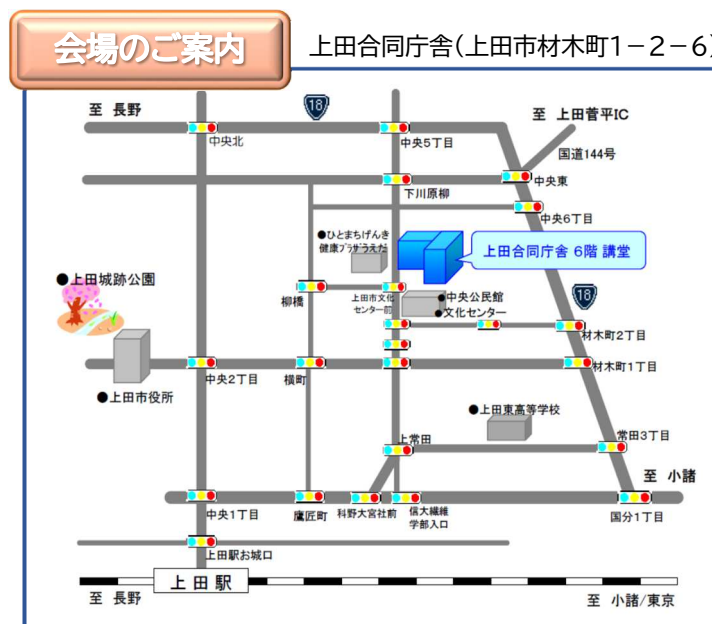 会場のご案内
上田合同庁舎(上田市材木町1-2-6)
至 長野
18
至 上田菅平IC
中央北
中央5丁目
国道144号
下川原柳
中央東
中央6丁目
●ひとまちげんき
健康プラザうえだ
上田合同庁舎 6階 講堂
●上田城跡公園
柳橋
上田市文化
センター前
●中央公民館
●文化センター
18
材木町2丁目
中央2丁目
横町
材木町1丁目
●上田市役所
●上田東高等学校
上常田
常田3丁目
至 小諸
中央1丁目
鷹匠町
科野大宮社前
信大繊維
学部入口
国分1丁目
上田駅お城口
上田駅
至 長野
至 小諸/東京